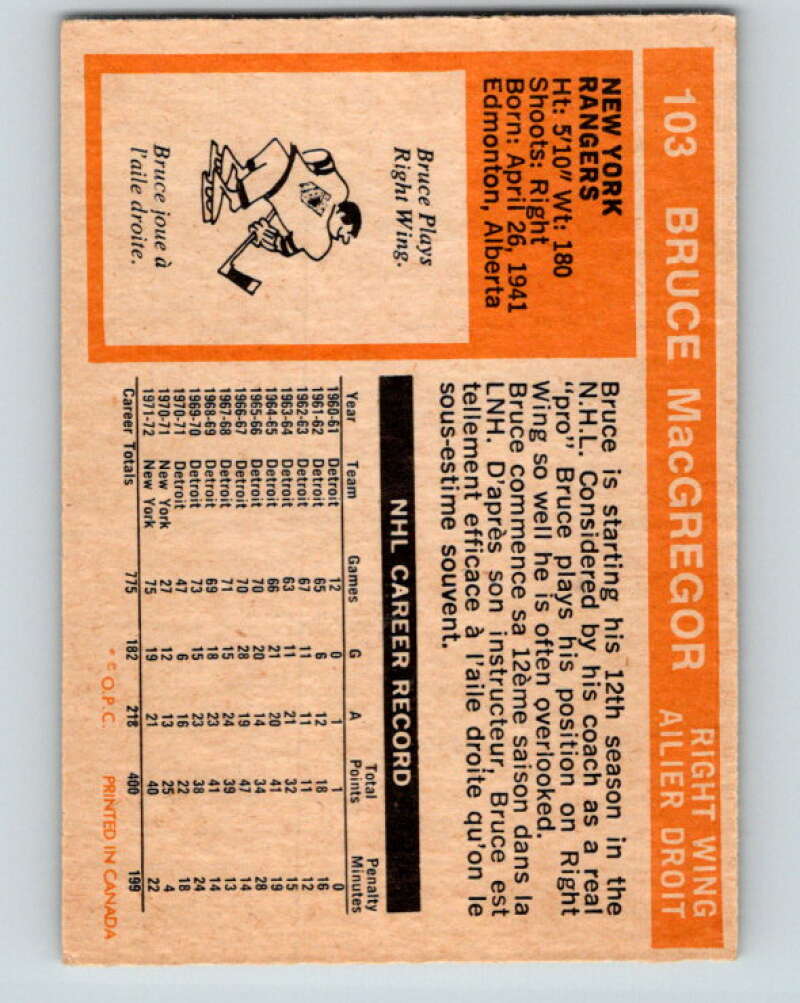 103 BRUCE MacGREGOR
RIGHT WING
AILIER DROIT
NEW YORK
RANGERS
Ht: 5'10" Wt: 180
Shoots: Right
Born: April 26, 1941
Edmonton, Alberta
Bruce Plays
Right Wing.
Bruce joue à
l'aile droite.
Bruce is starting his 12th season in the
N.H.L. Considered by his coach as a real
"pro" Bruce plays his position on Right
Wing so well he is often overlooked.
Bruce commence sa 12ème saison dans la
LNH. D'après son instructeur, Bruce est
tellement efficace à l'aile droite qu'on le
sous-estime souvent.
NHL CAREER RECORD
Year Team Games G A Total Points Penalty Minutes
1960-61 Detroit 12 0 1 1 0
1961-62 Detroit 65 6 12 18 16
1962-63 Detroit 67 11 11 22 12
1963-64 Detroit 63 11 21 32 15
1964-65 Detroit 66 21 20 41 19
1965-66 Detroit 70 20 14 34 28
1966-67 Detroit 70 28 19 47 14
1967-68 Detroit 71 15 24 39 13
1968-69 Detroit 69 18 23 41 14
1969-70 Detroit 73 15 23 38 24
1970-71 Detroit 47 6 16 22 18
1970-71 New York 27 12 13 25 4
1971-72 New York 75 19 21 40 22
Career Totals 775 182 218 400 199
* © O.P.C. PRINTED IN CANADA